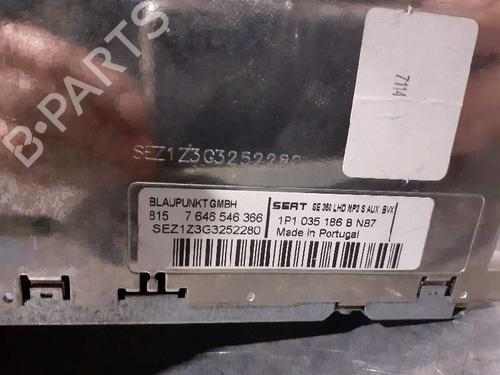 B-PARTS
7114
SEZ1Z3G3252280
BLAUPUNKT GMBH
815 7 646 546 366
SEZ1Z3G3252280
SEAT SE 360 LHD MP3 S AUX BVX
1P1 035 186 B N87
Made in Portugal